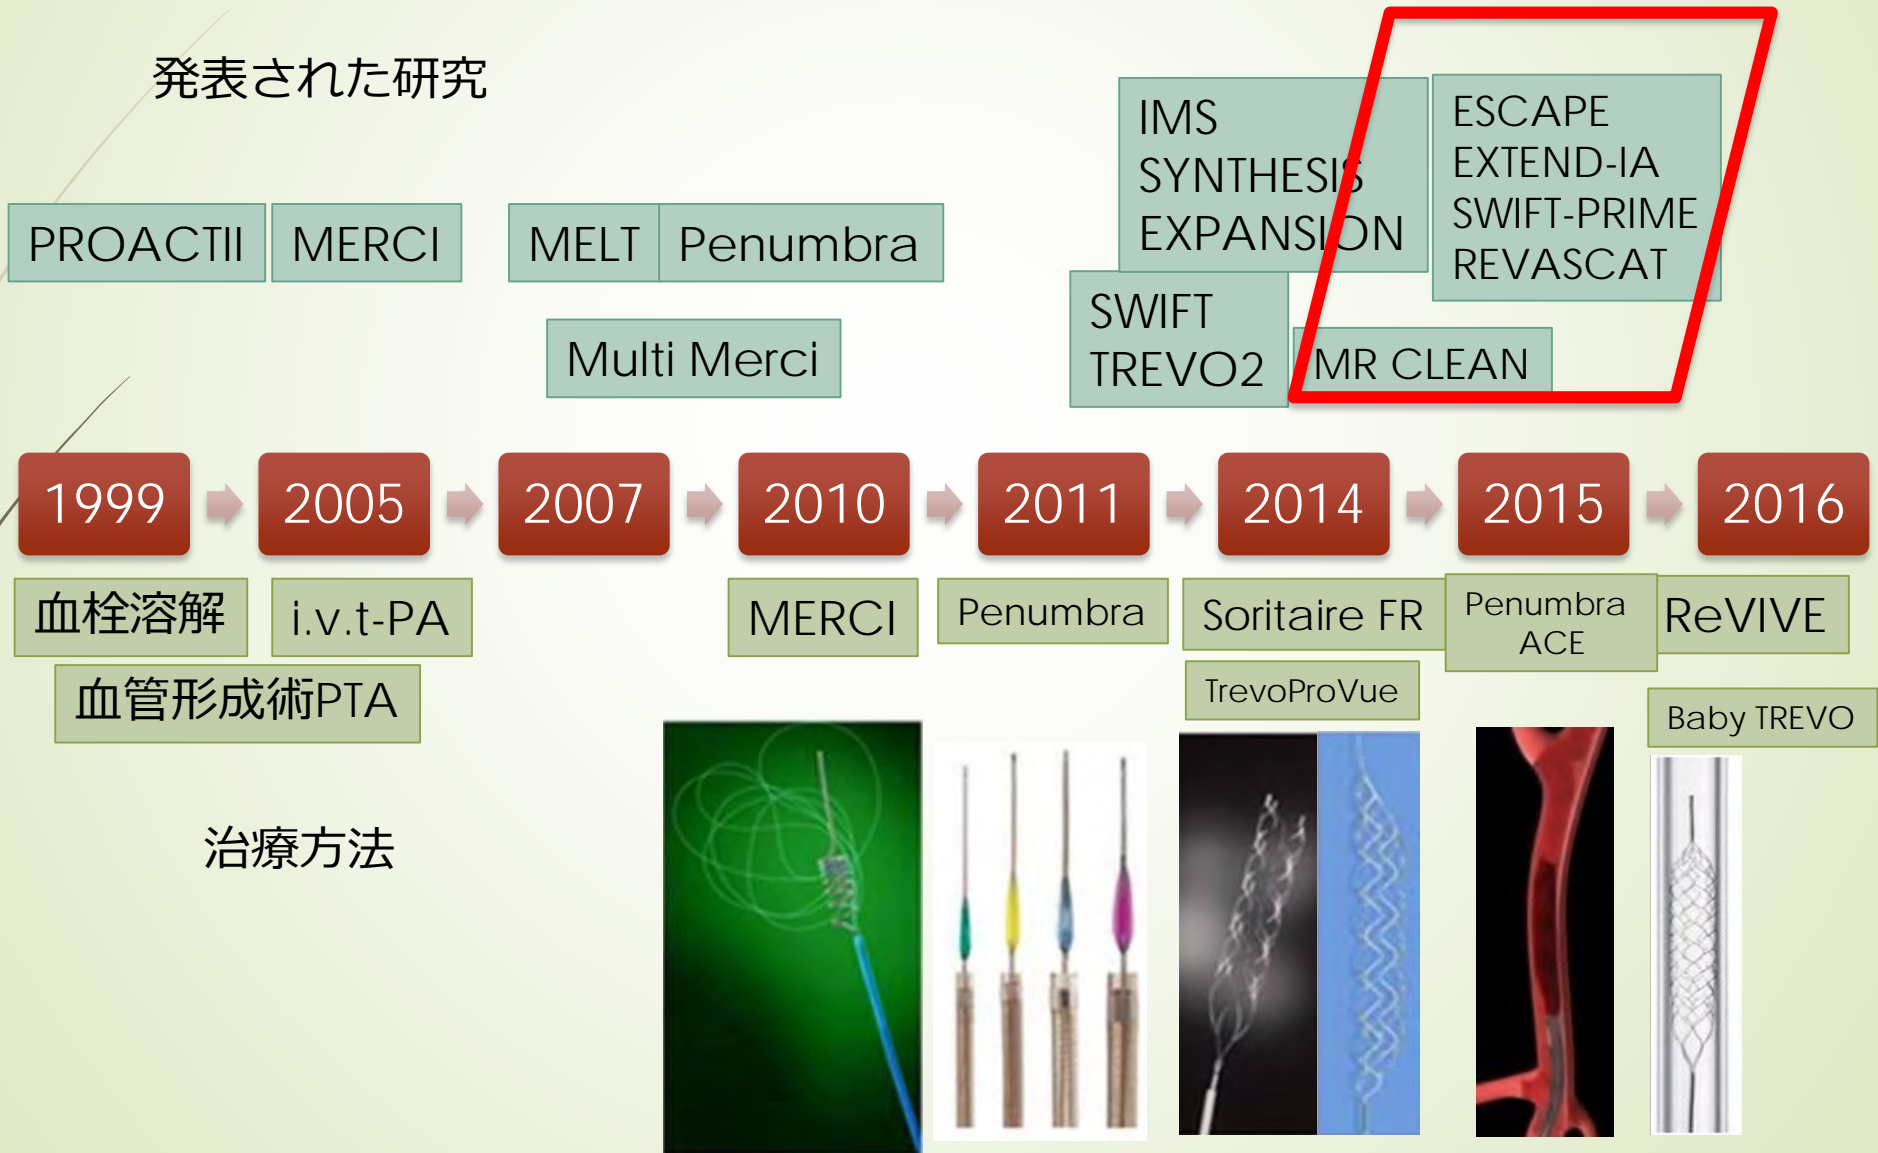 発表された研究
IMS
SYNTHESIS
EXPANSION
ESCAPE
EXTEND-IA
SWIFT-PRIME
REVASCAT
PROACTII
MERCI
MELT
Penumbra
Multi Merci
SWIFT
TREVO2
MR CLEAN
1999
2005
2007
2010
2011
2014
2015
2016
血栓溶解
i.v.t-PA
血管形成術PTA
MERCI
Penumbra
Soritaire FR
TrevoProVue
Penumbra
ACE
ReVIVE
Baby TREVO
治療方法